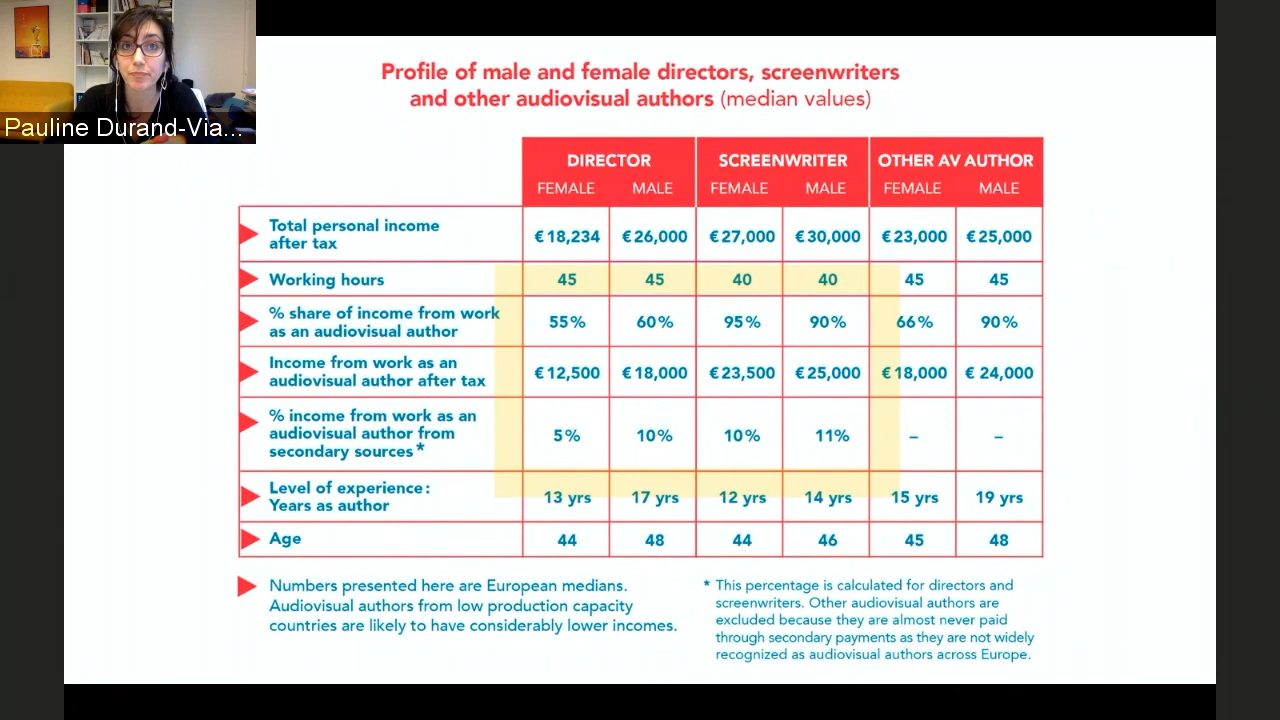 Pauline Durand-Via...
Profile of male and female directors, screenwriters
and other audiovisual authors (median values)
DIRECTOR SCREENWRITER OTHER AV AUTHOR
FEMALE MALE FEMALE MALE FEMALE MALE
Total personal income
after tax
€18,234 €26,000 €27,000 €30,000 €23,000 €25,000
Working hours 45 45 40 40 45 45
% share of income from work
as an audiovisual author
55% 60% 95% 90% 66% 90%
Income from work as an
audiovisual author after tax
€12,500 €18,000 €23,500 €25,000 €18,000 €24,000
% income from work as an
audiovisual author from
secondary sources*
5% 10% 10% 11% – –
Level of experience:
Years as author
13 yrs 17 yrs 12 yrs 14 yrs 15 yrs 19 yrs
Age 44 48 44 46 45 48
Numbers presented here are European medians.
Audiovisual authors from low production capacity
countries are likely to have considerably lower incomes.
* This percentage is calculated for directors and
screenwriters. Other audiovisual authors are
excluded because they are almost never paid
through secondary payments as they are not widely
recognized as audiovisual authors across Europe.